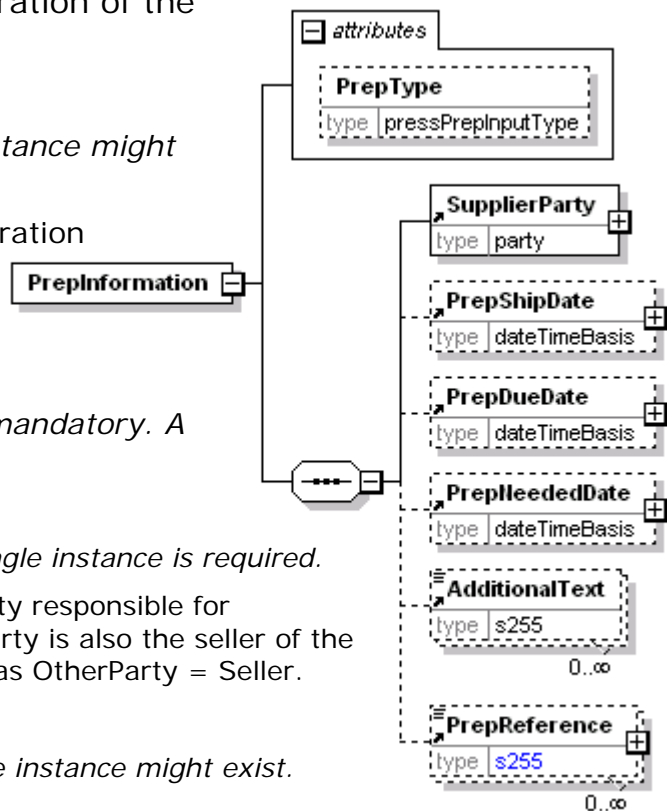 ration of the
attributes
PrepType
type pressPrepInputType
tance might
ration
PrepInformation
SupplierParty
type party
PrepShipDate
type dateTimeBasis
PrepDueDate
type dateTimeBasis
mandatory. A
PrepNeededDate
type dateTimeBasis
ngle instance is required.
AdditionalText
type s255
0..∞
ty responsible for
arty is also the seller of the
as OtherParty = Seller.
PrepReference
type s255
0..∞
e instance might exist.